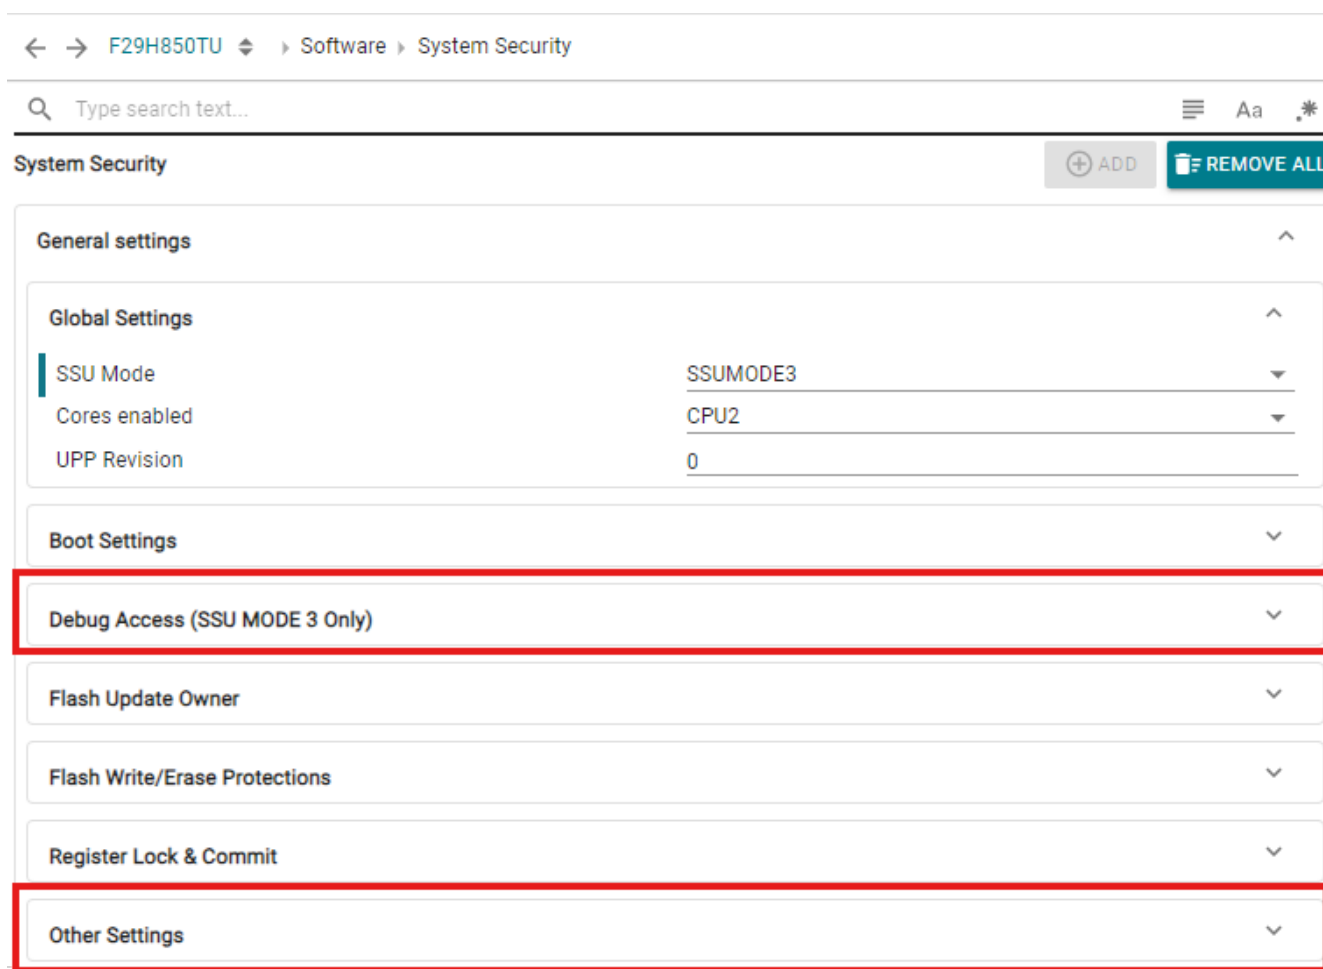 F29H850TU Software System Security
Type search text... Aa .*
System Security ADD REMOVE ALL
General settings
Global Settings
SSU Mode SSUMODE3
Cores enabled CPU2
UPP Revision 0
Boot Settings
Debug Access (SSU MODE 3 Only)
Flash Update Owner
Flash Write/Erase Protections
Register Lock & Commit
Other Settings